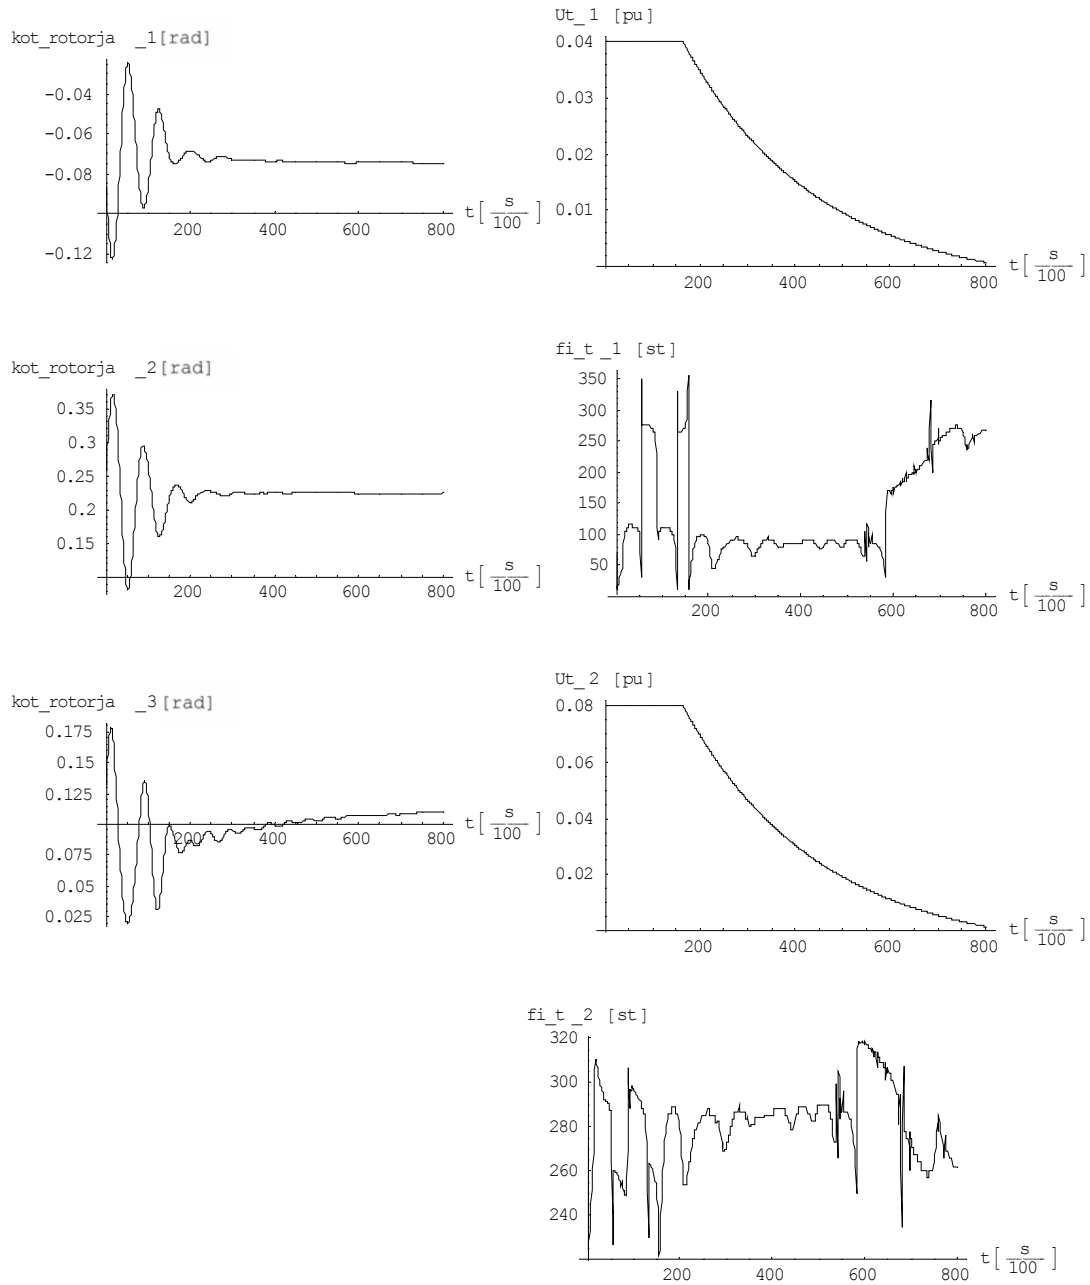 kot_rotorja _1[rad]
-0.04
-0.06
-0.08
-0.12
200 400 600 800
t[ s/100 ]
Ut_1 [pu]
0.04
0.03
0.02
0.01
200 400 600 800
t[ s/100 ]
kot_rotorja _2[rad]
0.35
0.3
0.25
0.2
0.15
200 400 600 800
t[ s/100 ]
fi_t_1 [st]
350
300
250
200
150
100
50
200 400 600 800
t[ s/100 ]
kot_rotorja _3[rad]
0.175
0.15
0.125
0.075
0.05
0.025
200 400 600 800
t[ s/100 ]
Ut_2 [pu]
0.08
0.06
0.04
0.02
200 400 600 800
t[ s/100 ]
fi_t_2 [st]
320
300
280
260
240
200 400 600 800
t[ s/100 ]